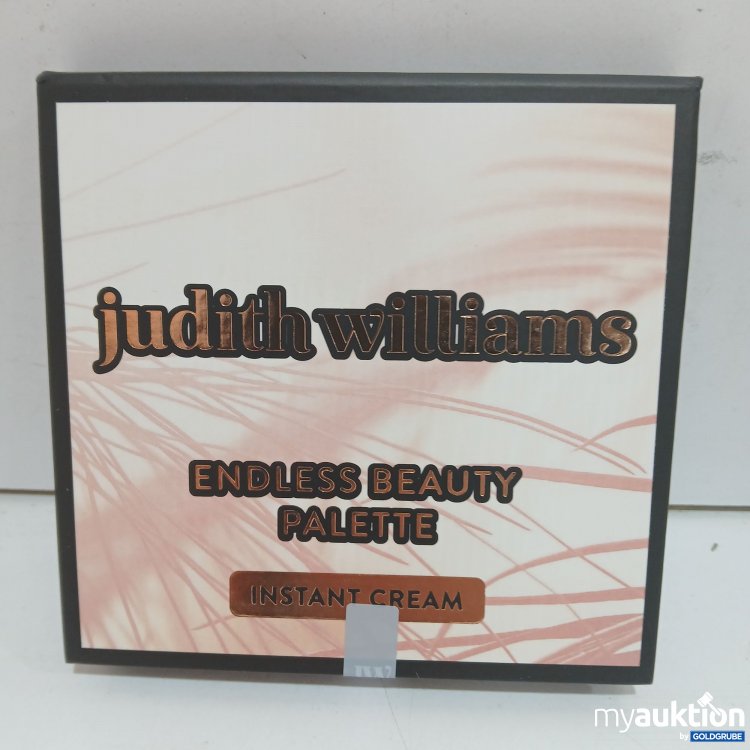 judith williams
ENDLESS BEAUTY
PALETTE
INSTANT CREAM
myauktion
by GOLDGRUBE